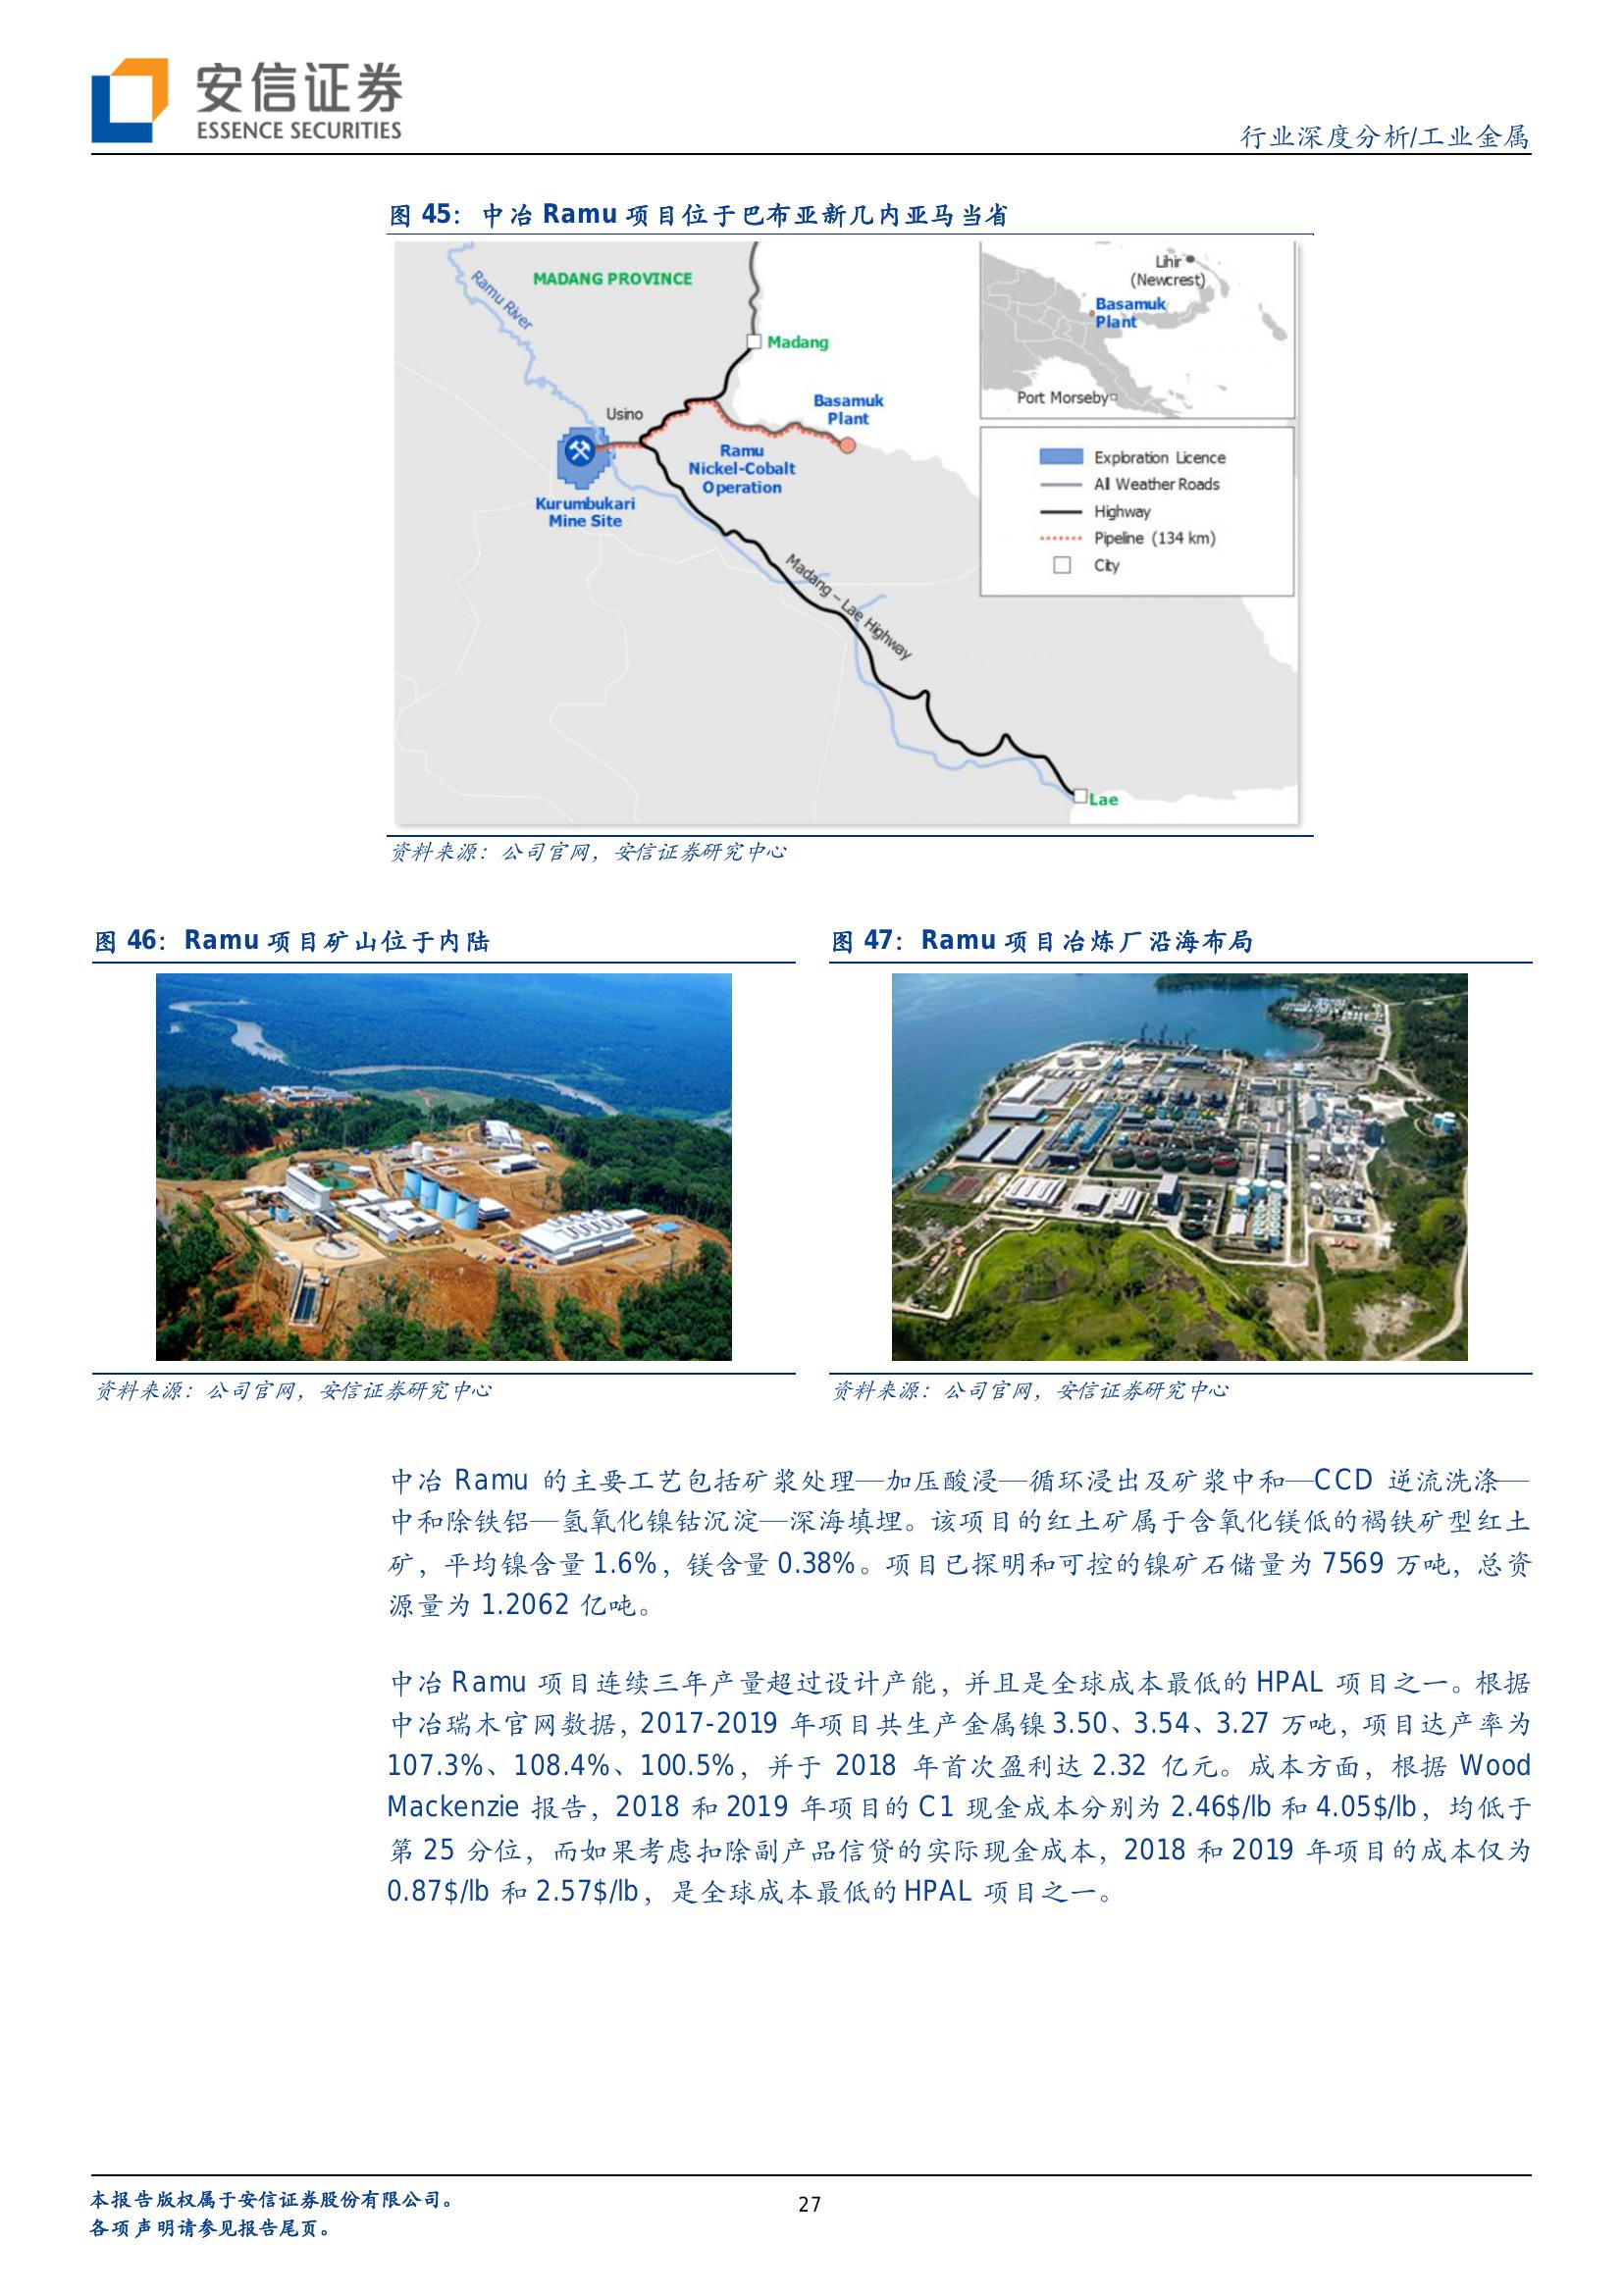 安信证券
ESSENCE SECURITIES
行业深度分析/工业金属
图 45：中冶 Ramu 项目位于巴布亚新几内亚马当省
Ramu River
MADANG PROVINCE
Madang
Usino
Basamuk
Plant
Ramu
Nickel-Cobalt
Operation
Kurumbukari
Mine Site
Madang – Lae Highway
Lae
Lihir
(Newcrest)
Basamuk
Plant
Port Morseby
Exploration Licence
All Weather Roads
Highway
Pipeline (134 km)
City
资料来源：公司官网，安信证券研究中心
图 46：Ramu 项目矿山位于内陆
图 47：Ramu 项目冶炼厂沿海布局
资料来源：公司官网，安信证券研究中心
资料来源：公司官网，安信证券研究中心
中冶 Ramu 的主要工艺包括矿浆处理—加压酸浸—循环浸出及矿浆中和—CCD 逆流洗涤—
中和除铁铝—氢氧化镍钴沉淀—深海填埋。该项目的红土矿属于含氧化镁低的褐铁矿型红土
矿，平均镍含量 1.6%，镁含量 0.38%。项目已探明和可控的镍矿石储量为 7569 万吨，总资
源量为 1.2062 亿吨。
中冶 Ramu 项目连续三年产量超过设计产能，并且是全球成本最低的 HPAL 项目之一。根据
中冶瑞木官网数据，2017-2019 年项目共生产金属镍 3.50、3.54、3.27 万吨，项目达产率为
107.3%、108.4%、100.5%，并于 2018 年首次盈利达 2.32 亿元。成本方面，根据 Wood
Mackenzie 报告，2018 和 2019 年项目的 C1 现金成本分别为 2.46$/lb 和 4.05$/lb，均低于
第 25 分位，而如果考虑扣除副产品信贷的实际现金成本，2018 和 2019 年项目的成本仅为
0.87$/lb 和 2.57$/lb，是全球成本最低的 HPAL 项目之一。
本报告版权属于安信证券股份有限公司。
各项声明请参见报告尾页。
27